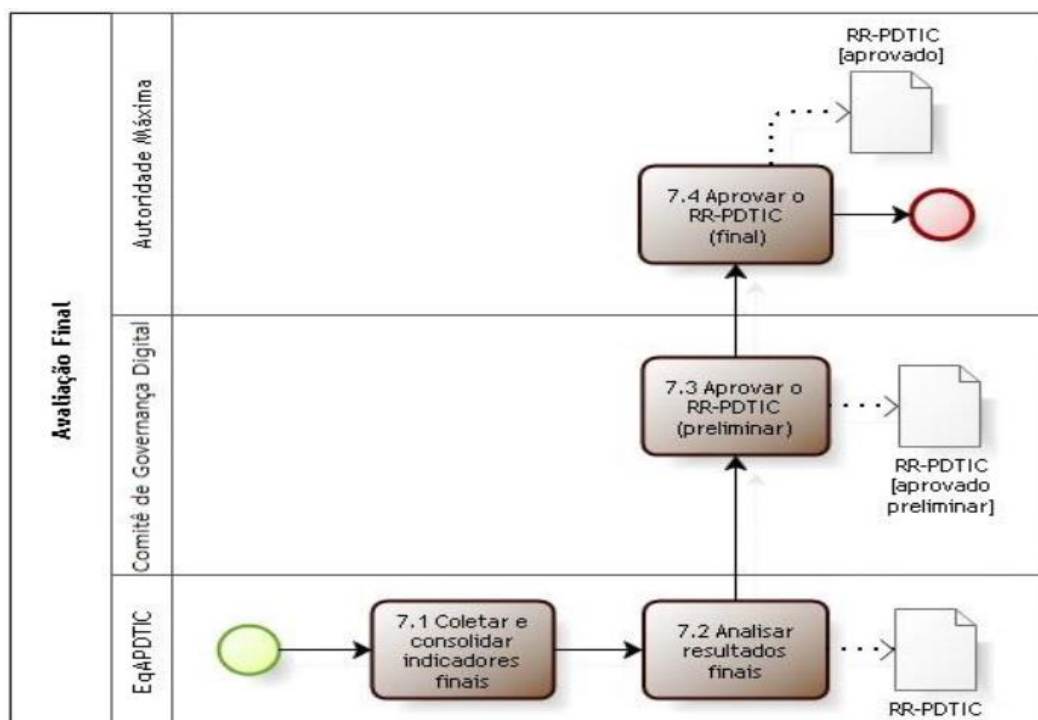 Avaliação Final
Autoridade Máxima
RR-PDTIC
[aprovado]
7.4 Aprovar o
RR-PDTIC
(final)
Comitê de Governança Digital
7.3 Aprovar o
RR-PDTIC
(preliminar)
RR-PDTIC
[aprovado
preliminar]
EqAPDTIC
7.1 Coletar e
consolidar
indicadores
finais
7.2 Analisar
resultados
finais
RR-PDTIC